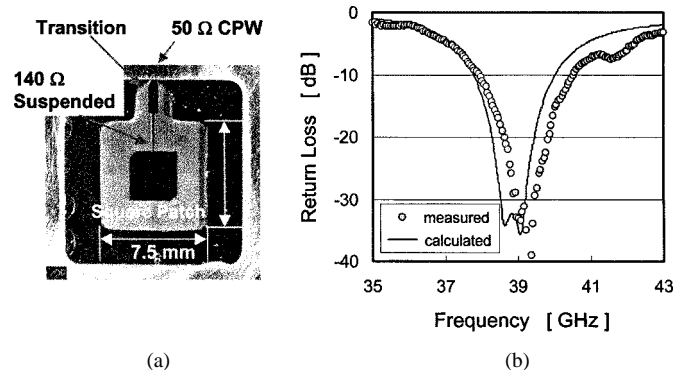 Transition
50 Ω CPW
140 Ω
Suspended
Square Patch
7.5 mm
(a)
Return Loss [ dB ]
0
-10
-20
-30
-40
measured
calculated
35
37
39
41
43
Frequency [ GHz ]
(b)